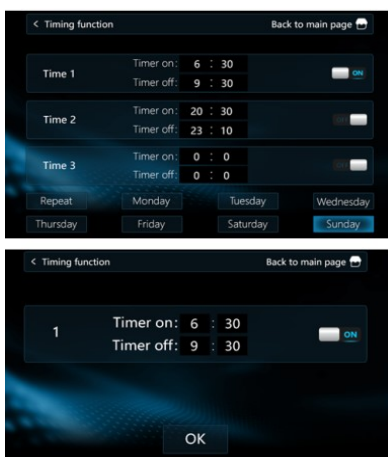 < Timing function Back to main page
Time 1 Timer on: 6 : 30 ON
Timer off: 9 : 30
Time 2 Timer on: 20 : 30
Timer off: 23 : 10
Time 3 Timer on: 0 : 0
Timer off: 0 : 0
Repeat Monday Tuesday Wednesday
Thursday Friday Saturday Sunday
< Timing function Back to main page
1 Timer on: 6 : 30 ON
Timer off: 9 : 30
OK